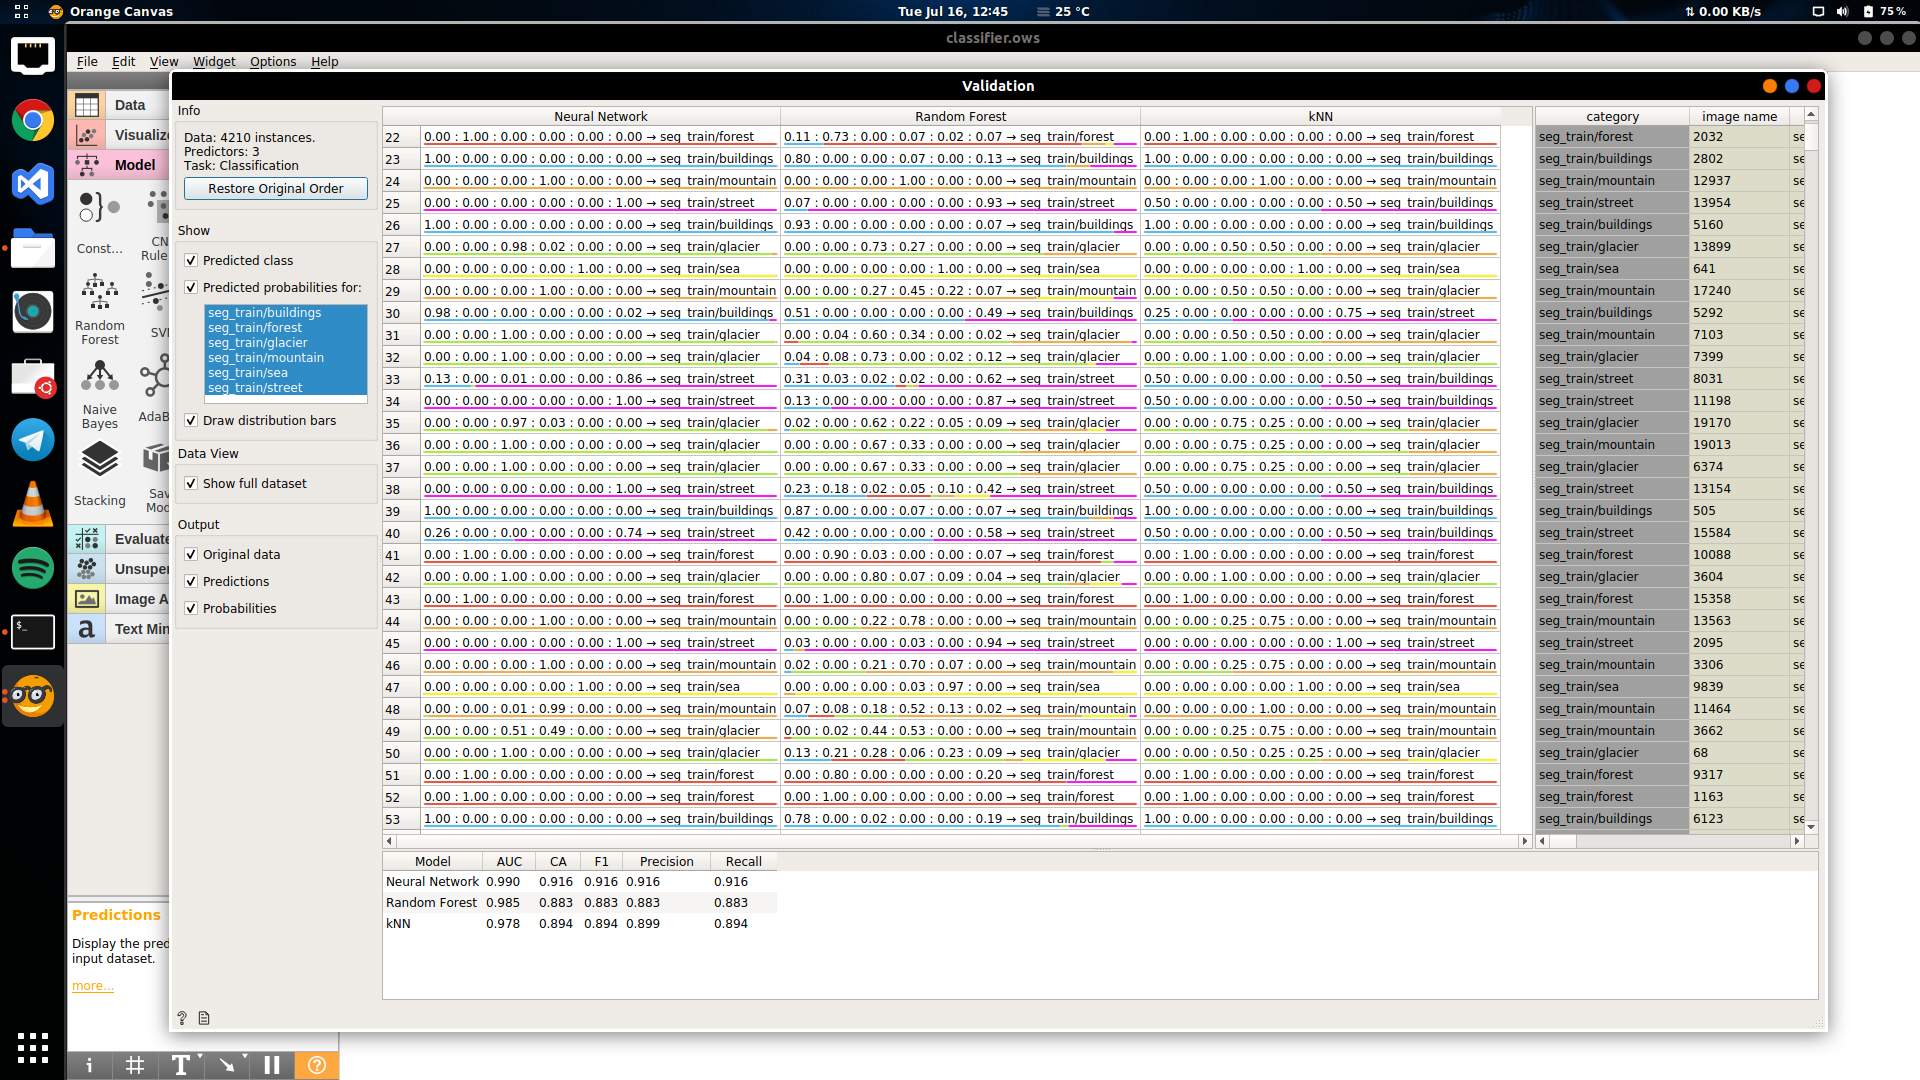 Orange Canvas
Tue Jul 16, 12:45
25 °C
0.00 KB/s
75 %
classifier.ows
File Edit View Widget Options Help
Validation
Data
Visualiz
Model
Const...
CN
Rule
Random
Forest
SVI
Naive
Bayes
AdaB
Stacking
Sav
Mod
Evaluate
Unsuper
Image A
Text Min
Predictions
Display the pred
input dataset.
more...
Info
Data: 4210 instances.
Predictors: 3
Task: Classification
Restore Original Order
Show
Predicted class
Predicted probabilities for:
seg_train/buildings
seg_train/forest
seg_train/glacier
seg_train/mountain
seg_train/sea
seg_train/street
Draw distribution bars
Data View
Show full dataset
Output
Original data
Predictions
Probabilities
Neural Network Random Forest kNN category image name
22 0.00 : 1.00 : 0.00 : 0.00 : 0.00 : 0.00 → seg_train/forest 0.11 : 0.73 : 0.00 : 0.07 : 0.02 : 0.07 → seg_train/forest 0.00 : 1.00 : 0.00 : 0.00 : 0.00 : 0.00 → seg_train/forest seg_train/forest 2032 se
23 1.00 : 0.00 : 0.00 : 0.00 : 0.00 : 0.00 → seg_train/buildings 0.80 : 0.00 : 0.00 : 0.07 : 0.00 : 0.13 → seg_train/buildings 1.00 : 0.00 : 0.00 : 0.00 : 0.00 : 0.00 → seg_train/buildings seg_train/buildings 2802 se
24 0.00 : 0.00 : 0.00 : 1.00 : 0.00 : 0.00 → seg_train/mountain 0.00 : 0.00 : 0.00 : 1.00 : 0.00 : 0.00 → seg_train/mountain 0.00 : 0.00 : 0.00 : 1.00 : 0.00 : 0.00 → seg_train/mountain seg_train/mountain 12937 se
25 0.00 : 0.00 : 0.00 : 0.00 : 0.00 : 1.00 → seg_train/street 0.07 : 0.00 : 0.00 : 0.00 : 0.00 : 0.93 → seg_train/street 0.50 : 0.00 : 0.00 : 0.00 : 0.00 : 0.50 → seg_train/buildings seg_train/street 13954 se
26 1.00 : 0.00 : 0.00 : 0.00 : 0.00 : 0.00 → seg_train/buildings 0.93 : 0.00 : 0.00 : 0.00 : 0.00 : 0.07 → seg_train/buildings 1.00 : 0.00 : 0.00 : 0.00 : 0.00 : 0.00 → seg_train/buildings seg_train/buildings 5160 se
27 0.00 : 0.00 : 0.98 : 0.02 : 0.00 : 0.00 → seg_train/glacier 0.00 : 0.00 : 0.73 : 0.27 : 0.00 : 0.00 → seg_train/glacier 0.00 : 0.00 : 0.50 : 0.50 : 0.00 : 0.00 → seg_train/glacier seg_train/glacier 13899 se
28 0.00 : 0.00 : 0.00 : 0.00 : 1.00 : 0.00 → seg_train/sea 0.00 : 0.00 : 0.00 : 0.00 : 1.00 : 0.00 → seg_train/sea 0.00 : 0.00 : 0.00 : 0.00 : 1.00 : 0.00 → seg_train/sea seg_train/sea 641 se
29 0.00 : 0.00 : 0.00 : 1.00 : 0.00 : 0.00 → seg_train/mountain 0.00 : 0.00 : 0.27 : 0.45 : 0.22 : 0.07 → seg_train/mountain 0.00 : 0.00 : 0.50 : 0.50 : 0.00 : 0.00 → seg_train/glacier seg_train/mountain 17240 se
30 0.98 : 0.00 : 0.00 : 0.00 : 0.00 : 0.02 → seg_train/buildings 0.51 : 0.00 : 0.00 : 0.00 : 0.00 : 0.49 → seg_train/buildings 0.25 : 0.00 : 0.00 : 0.00 : 0.00 : 0.75 → seg_train/street seg_train/buildings 5292 se
31 0.00 : 0.00 : 1.00 : 0.00 : 0.00 : 0.00 → seg_train/glacier 0.00 : 0.04 : 0.60 : 0.34 : 0.00 : 0.02 → seg_train/glacier 0.00 : 0.00 : 0.50 : 0.50 : 0.00 : 0.00 → seg_train/glacier seg_train/mountain 7103 se
32 0.00 : 0.00 : 1.00 : 0.00 : 0.00 : 0.00 → seg_train/glacier 0.04 : 0.08 : 0.73 : 0.00 : 0.02 : 0.12 → seg_train/glacier 0.00 : 0.00 : 1.00 : 0.00 : 0.00 : 0.00 → seg_train/glacier seg_train/glacier 7399 se
33 0.13 : 0.00 : 0.01 : 0.00 : 0.00 : 0.86 → seg_train/street 0.31 : 0.03 : 0.02 : 0.02 : 0.00 : 0.62 → seg_train/street 0.50 : 0.00 : 0.00 : 0.00 : 0.00 : 0.50 → seg_train/buildings seg_train/street 8031 se
34 0.00 : 0.00 : 0.00 : 0.00 : 0.00 : 1.00 → seg_train/street 0.13 : 0.00 : 0.00 : 0.00 : 0.00 : 0.87 → seg_train/street 0.50 : 0.00 : 0.00 : 0.00 : 0.00 : 0.50 → seg_train/buildings seg_train/street 11198 se
35 0.00 : 0.00 : 0.97 : 0.03 : 0.00 : 0.00 → seg_train/glacier 0.02 : 0.00 : 0.62 : 0.22 : 0.05 : 0.09 → seg_train/glacier 0.00 : 0.00 : 0.75 : 0.25 : 0.00 : 0.00 → seg_train/glacier seg_train/glacier 19170 se
36 0.00 : 0.00 : 1.00 : 0.00 : 0.00 : 0.00 → seg_train/glacier 0.00 : 0.00 : 0.67 : 0.33 : 0.00 : 0.00 → seg_train/glacier 0.00 : 0.00 : 0.75 : 0.25 : 0.00 : 0.00 → seg_train/glacier seg_train/mountain 19013 se
37 0.00 : 0.00 : 1.00 : 0.00 : 0.00 : 0.00 → seg_train/glacier 0.00 : 0.00 : 0.67 : 0.33 : 0.00 : 0.00 → seg_train/glacier 0.00 : 0.00 : 0.75 : 0.25 : 0.00 : 0.00 → seg_train/glacier seg_train/glacier 6374 se
38 0.00 : 0.00 : 0.00 : 0.00 : 0.00 : 1.00 → seg_train/street 0.23 : 0.18 : 0.02 : 0.05 : 0.10 : 0.42 → seg_train/street 0.50 : 0.00 : 0.00 : 0.00 : 0.00 : 0.50 → seg_train/buildings seg_train/street 13154 se
39 1.00 : 0.00 : 0.00 : 0.00 : 0.00 : 0.00 → seg_train/buildings 0.87 : 0.00 : 0.00 : 0.07 : 0.00 : 0.07 → seg_train/buildings 1.00 : 0.00 : 0.00 : 0.00 : 0.00 : 0.00 → seg_train/buildings seg_train/buildings 505 se
40 0.26 : 0.00 : 0.00 : 0.00 : 0.00 : 0.74 → seg_train/street 0.42 : 0.00 : 0.00 : 0.00 : 0.00 : 0.58 → seg_train/street 0.50 : 0.00 : 0.00 : 0.00 : 0.00 : 0.50 → seg_train/buildings seg_train/street 15584 se
41 0.00 : 1.00 : 0.00 : 0.00 : 0.00 : 0.00 → seg_train/forest 0.00 : 0.90 : 0.03 : 0.00 : 0.00 : 0.07 → seg_train/forest 0.00 : 1.00 : 0.00 : 0.00 : 0.00 : 0.00 → seg_train/forest seg_train/forest 10088 se
42 0.00 : 0.00 : 1.00 : 0.00 : 0.00 : 0.00 → seg_train/glacier 0.00 : 0.00 : 0.80 : 0.07 : 0.09 : 0.04 → seg_train/glacier 0.00 : 0.00 : 1.00 : 0.00 : 0.00 : 0.00 → seg_train/glacier seg_train/glacier 3604 se
43 0.00 : 1.00 : 0.00 : 0.00 : 0.00 : 0.00 → seg_train/forest 0.00 : 1.00 : 0.00 : 0.00 : 0.00 : 0.00 → seg_train/forest 0.00 : 1.00 : 0.00 : 0.00 : 0.00 : 0.00 → seg_train/forest seg_train/forest 15358 se
44 0.00 : 0.00 : 0.00 : 1.00 : 0.00 : 0.00 → seg_train/mountain 0.00 : 0.00 : 0.22 : 0.78 : 0.00 : 0.00 → seg_train/mountain 0.00 : 0.00 : 0.25 : 0.75 : 0.00 : 0.00 → seg_train/mountain seg_train/mountain 13563 se
45 0.00 : 0.00 : 0.00 : 0.00 : 0.00 : 1.00 → seg_train/street 0.03 : 0.00 : 0.00 : 0.03 : 0.00 : 0.94 → seg_train/street 0.00 : 0.00 : 0.00 : 0.00 : 0.00 : 1.00 → seg_train/street seg_train/street 2095 se
46 0.00 : 0.00 : 0.00 : 1.00 : 0.00 : 0.00 → seg_train/mountain 0.02 : 0.00 : 0.21 : 0.70 : 0.07 : 0.00 → seg_train/mountain 0.00 : 0.00 : 0.25 : 0.75 : 0.00 : 0.00 → seg_train/mountain seg_train/mountain 3306 se
47 0.00 : 0.00 : 0.00 : 0.00 : 1.00 : 0.00 → seg_train/sea 0.00 : 0.00 : 0.00 : 0.03 : 0.97 : 0.00 → seg_train/sea 0.00 : 0.00 : 0.00 : 0.00 : 1.00 : 0.00 → seg_train/sea seg_train/sea 9839 se
48 0.00 : 0.00 : 0.01 : 0.99 : 0.00 : 0.00 → seg_train/mountain 0.07 : 0.08 : 0.18 : 0.52 : 0.13 : 0.02 → seg_train/mountain 0.00 : 0.00 : 0.00 : 1.00 : 0.00 : 0.00 → seg_train/mountain seg_train/mountain 11464 se
49 0.00 : 0.00 : 0.51 : 0.49 : 0.00 : 0.00 → seg_train/glacier 0.00 : 0.02 : 0.44 : 0.53 : 0.00 : 0.00 → seg_train/mountain 0.00 : 0.00 : 0.25 : 0.75 : 0.00 : 0.00 → seg_train/mountain seg_train/mountain 3662 se
50 0.00 : 0.00 : 1.00 : 0.00 : 0.00 : 0.00 → seg_train/glacier 0.13 : 0.21 : 0.28 : 0.06 : 0.23 : 0.09 → seg_train/glacier 0.00 : 0.00 : 0.50 : 0.25 : 0.25 : 0.00 → seg_train/glacier seg_train/glacier 68 se
51 0.00 : 1.00 : 0.00 : 0.00 : 0.00 : 0.00 → seg_train/forest 0.00 : 0.80 : 0.00 : 0.00 : 0.00 : 0.20 → seg_train/forest 0.00 : 1.00 : 0.00 : 0.00 : 0.00 : 0.00 → seg_train/forest seg_train/forest 9317 se
52 0.00 : 1.00 : 0.00 : 0.00 : 0.00 : 0.00 → seg_train/forest 0.00 : 1.00 : 0.00 : 0.00 : 0.00 : 0.00 → seg_train/forest 0.00 : 1.00 : 0.00 : 0.00 : 0.00 : 0.00 → seg_train/forest seg_train/forest 1163 se
53 1.00 : 0.00 : 0.00 : 0.00 : 0.00 : 0.00 → seg_train/buildings 0.78 : 0.00 : 0.02 : 0.00 : 0.00 : 0.19 → seg_train/buildings 1.00 : 0.00 : 0.00 : 0.00 : 0.00 : 0.00 → seg_train/buildings seg_train/buildings 6123 se
Model AUC CA F1 Precision Recall
Neural Network 0.990 0.916 0.916 0.916 0.916
Random Forest 0.985 0.883 0.883 0.883 0.883
kNN 0.978 0.894 0.894 0.899 0.894